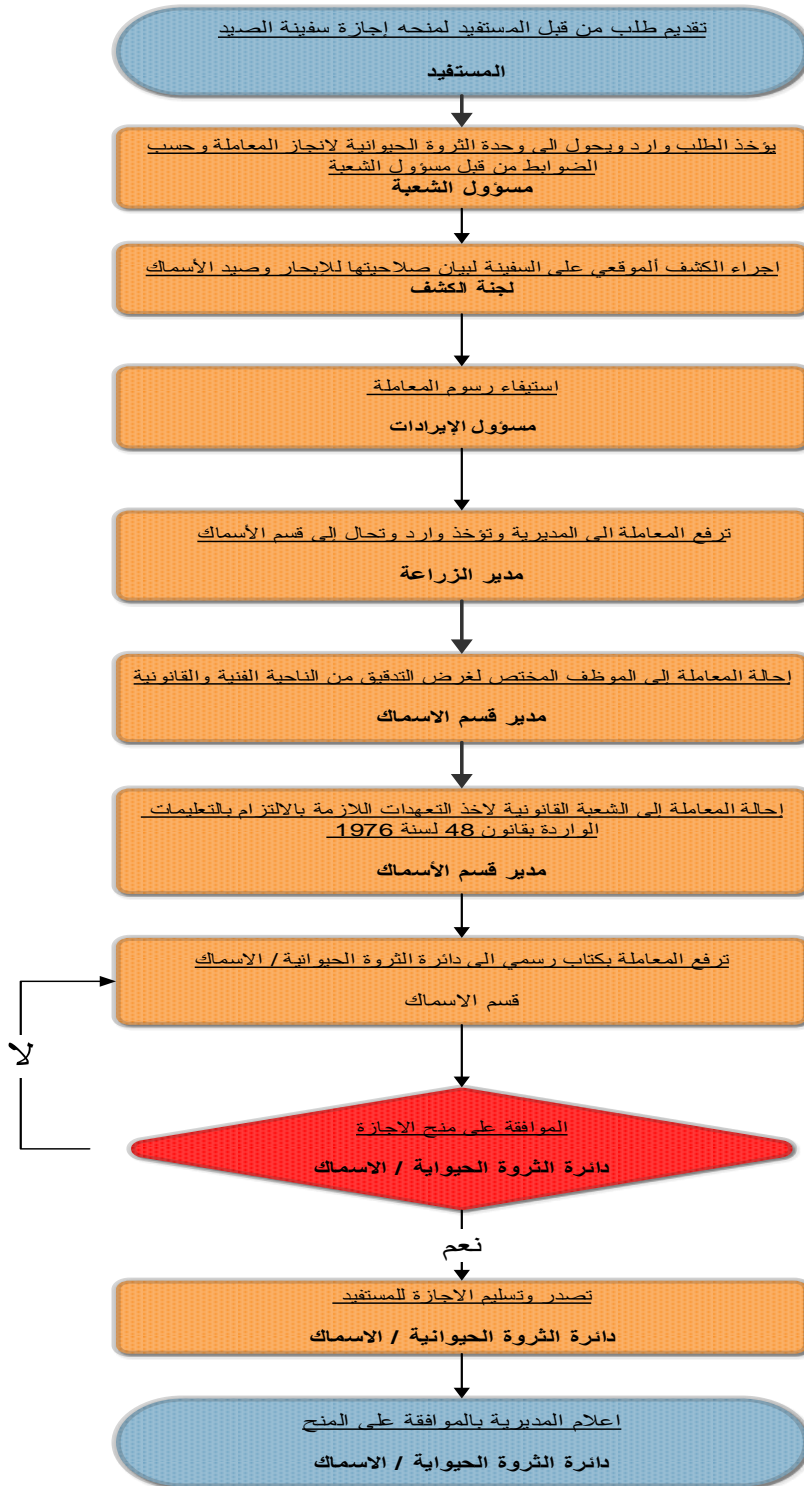 تقديم طلب من قبل المستفيد لمنحه إجازة سفينة الصيد
المستفيد
يؤخذ الطلب وارد ويحول الى وحدة الثروة الحيوانية لانجاز المعاملة وحسب
الضوابط من قبل مسؤول الشعبة
مسؤول الشعبة
اجراء الكشف ألموقعي على السفينة لبيان صلاحيتها للإبحار وصيد الأسماك
لجنة الكشف
استيفاء رسوم المعاملة
مسؤول الإيرادات
ترفع المعاملة الى المديرية وتؤخذ وارد وتحال إلى قسم الأسماك
مدير الزراعة
إحالة المعاملة إلى الموظف المختص لغرض التدقيق من الناحية الفنية والقانونية
مدير قسم الاسماك
إحالة المعاملة إلى الشعبة القانونية لاخذ التعهدات اللازمة بالالتزام بالتعليمات
الواردة بقانون 48 لسنة 1976
مدير قسم الأسماك
ترفع المعاملة بكتاب رسمي الى دائرة الثروة الحيوانية / الاسماك
قسم الاسماك
لا
الموافقة على منح الاجازة
دائرة الثروة الحيواية / الاسماك
نعم
تصدر وتسليم الاجازة للمستفيد
دائرة الثروة الحيوانية / الاسماك
اعلام المديرية بالموافقة على المنح
دائرة الثروة الحيواية / الاسماك